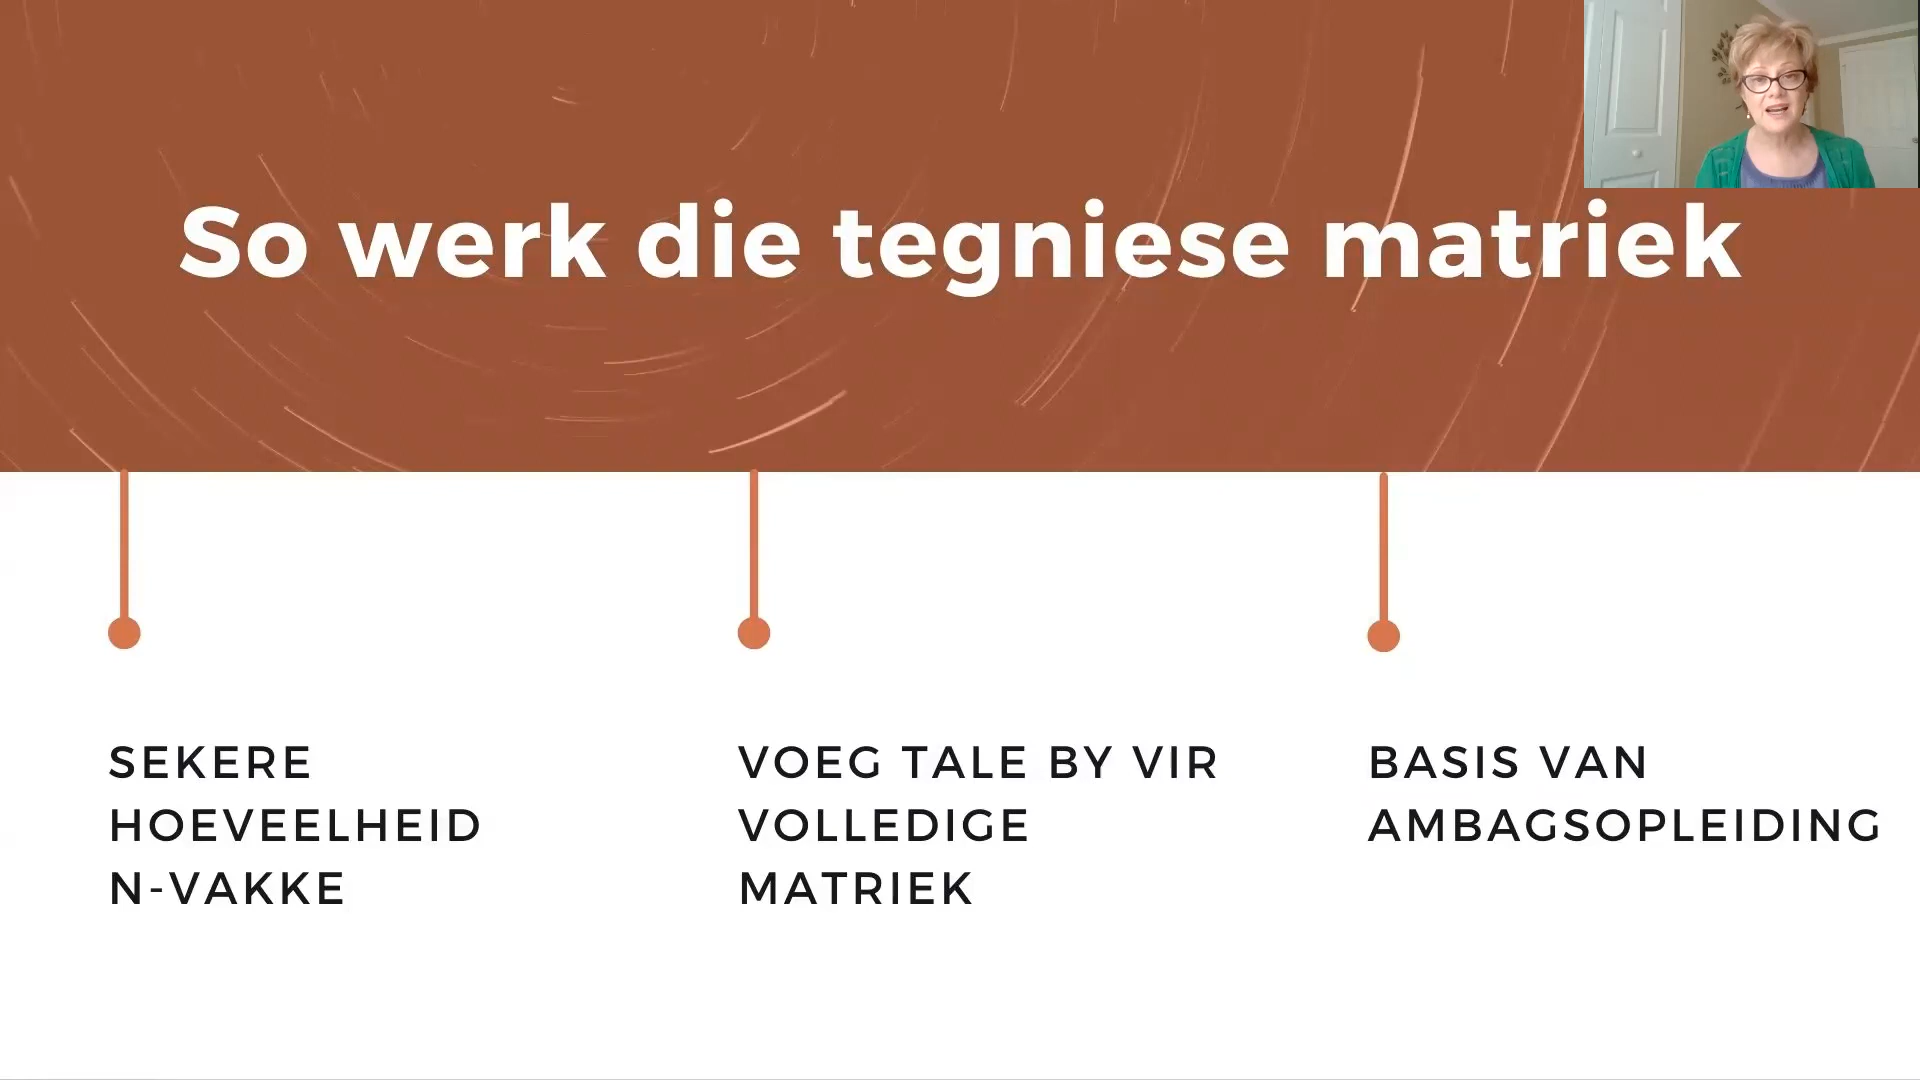 So werk die tegniese matriek
SEKERE
HOEVEELHEID
N-VAKKE
VOEG TALE BY VIR
VOLLEDIGE
MATRIEK
BASIS VAN
AMBAGSOPLEIDING